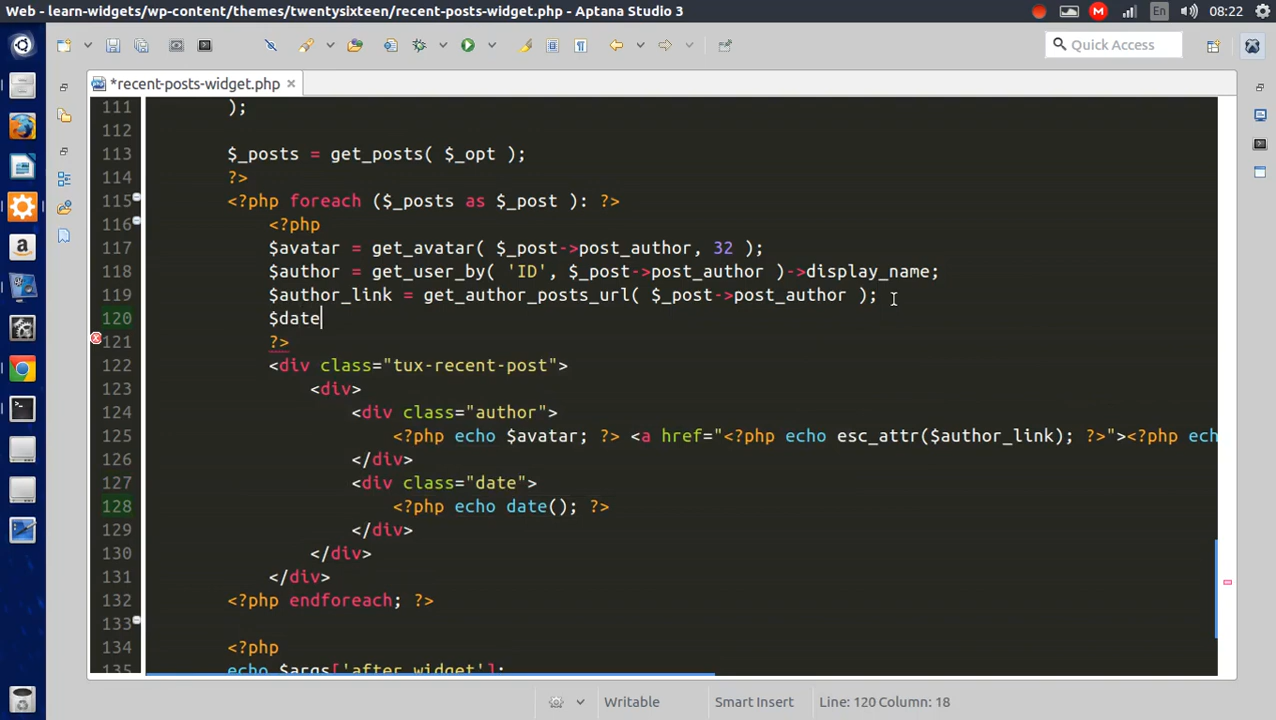 Web - learn-widgets/wp-content/themes/twentysixteen/recent-posts-widget.php - Aptana Studio 3
En
08:22
Quick Access
*recent-posts-widget.php
111 );
112
113 $_posts = get_posts( $_opt );
114 ?>
115 <?php foreach ($_posts as $_post ): ?>
116 <?php
117 $avatar = get_avatar( $_post->post_author, 32 );
118 $author = get_user_by( 'ID', $_post->post_author )->display_name;
119 $author_link = get_author_posts_url( $_post->post_author );
120 $date
121 ?>
122 <div class="tux-recent-post">
123 <div>
124 <div class="author">
125 <?php echo $avatar; ?> <a href="<?php echo esc_attr($author_link); ?>"><?php ech
126 </div>
127 <div class="date">
128 <?php echo date(); ?>
129 </div>
130 </div>
131 </div>
132 <?php endforeach; ?>
133
134 <?php
135 echo $args['after_widget'];
Writable
Smart Insert
Line: 120 Column: 18